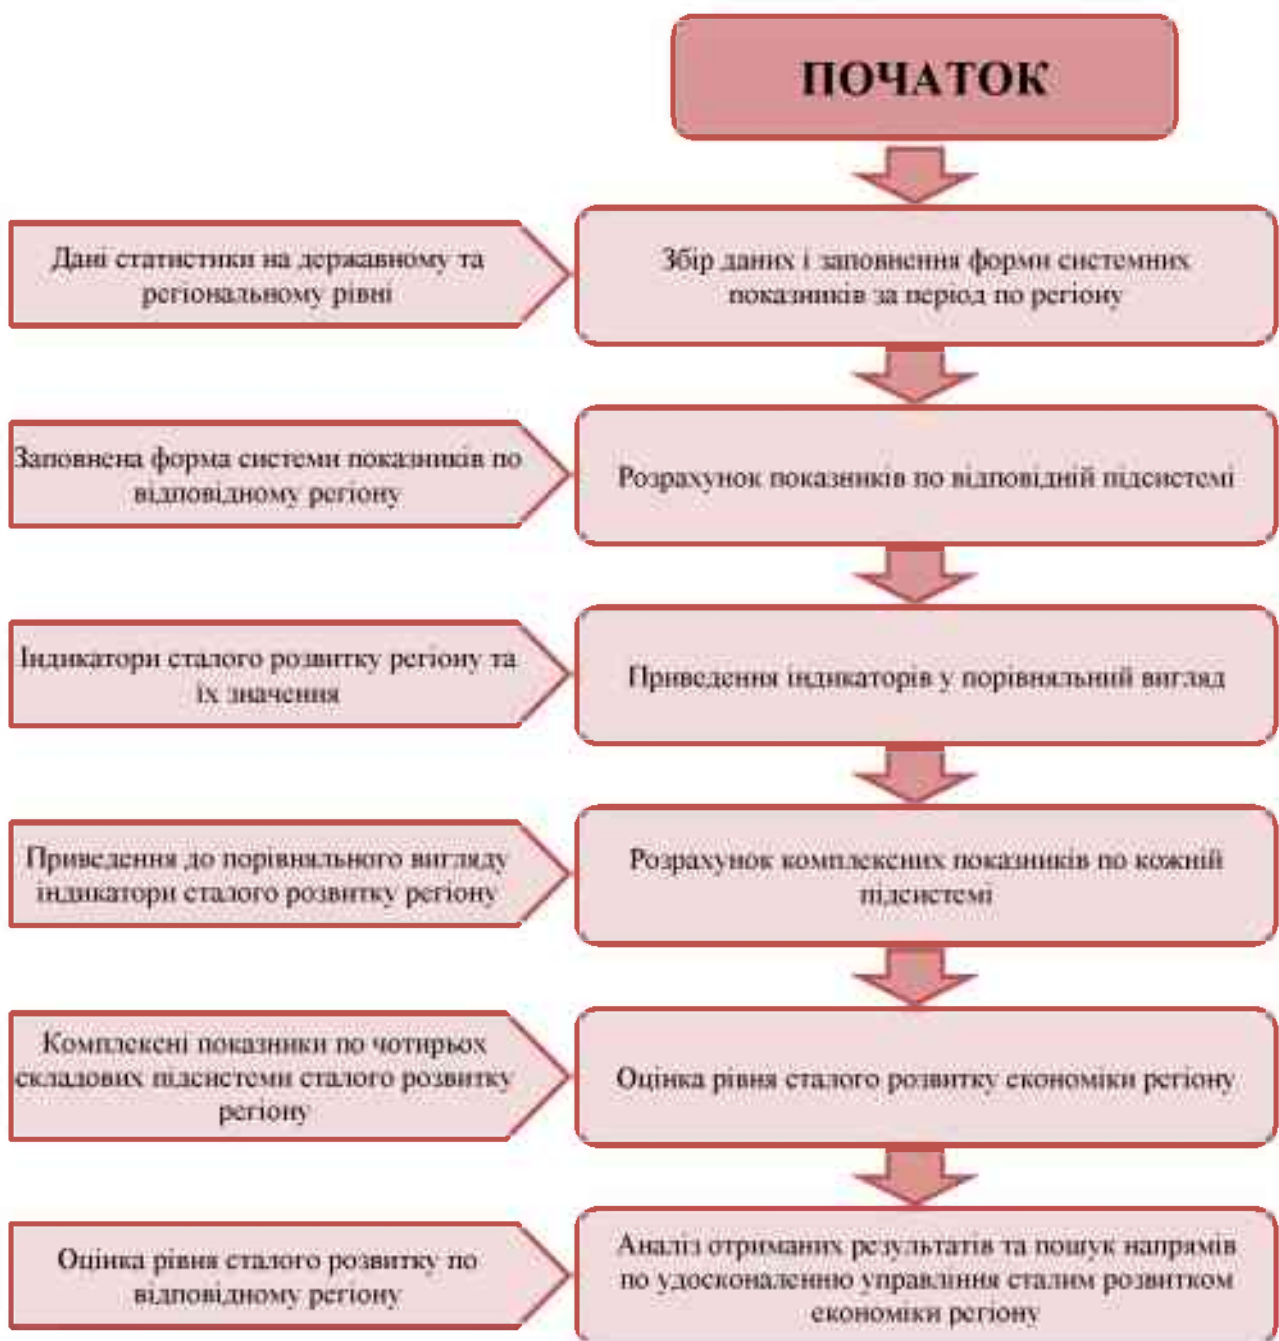 ПОЧАТОК
Дані статистики на державному та
регіональному рівні
Збір даних і заповнення форми системних
показників за період по регіону
Заповнена форма системи показників по
відповідному регіону
Розрахунок показників по відповідній підсистемі
Індикатори сталого розвитку регіону та
їх значення
Приведення індикаторів у порівняльний вигляд
Приведення до порівняльного вигляду
індикатори сталого розвитку регіону
Розрахунок комплексних показників по кожній
підсистемі
Комплексні показники по чотирьох
складових підсистеми сталого розвитку
регіону
Оцінка рівня сталого розвитку економіки регіону
Оцінка рівня сталого розвитку по
відповідному регіону
Аналіз отриманих результатів та пошук напрямів
по удосконаленню управління сталим розвитком
економіки регіону